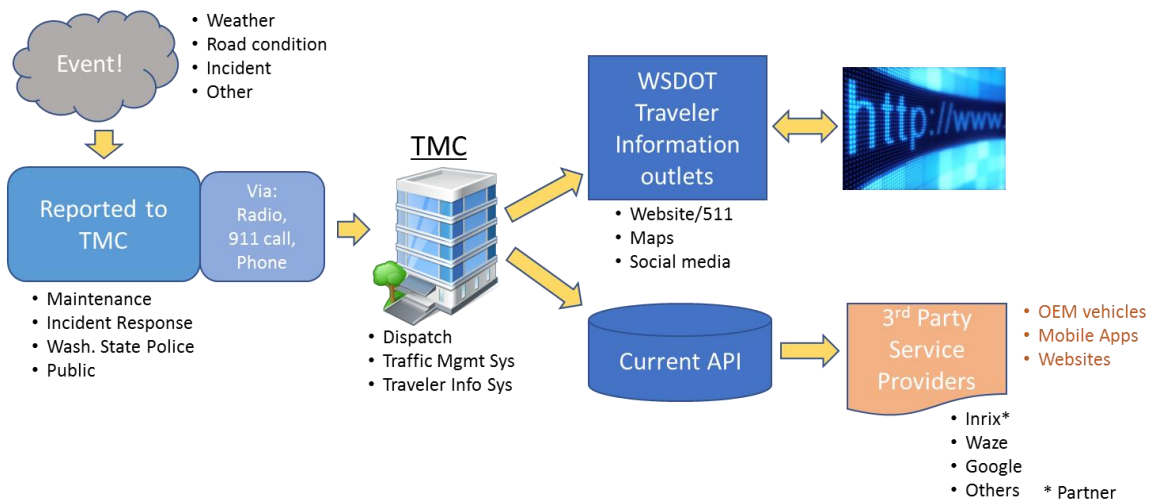 Event!
• Weather
• Road condition
• Incident
• Other
Reported to
TMC
Via:
Radio,
911 call,
Phone
• Maintenance
• Incident Response
• Wash. State Police
• Public
TMC
• Dispatch
• Traffic Mgmt Sys
• Traveler Info Sys
WSDOT
Traveler
Information
outlets
• Website/511
• Maps
• Social media
http://www.
Current API
3rd Party
Service
Providers
• OEM vehicles
• Mobile Apps
• Websites
• Inrix*
• Waze
• Google
• Others
* Partner